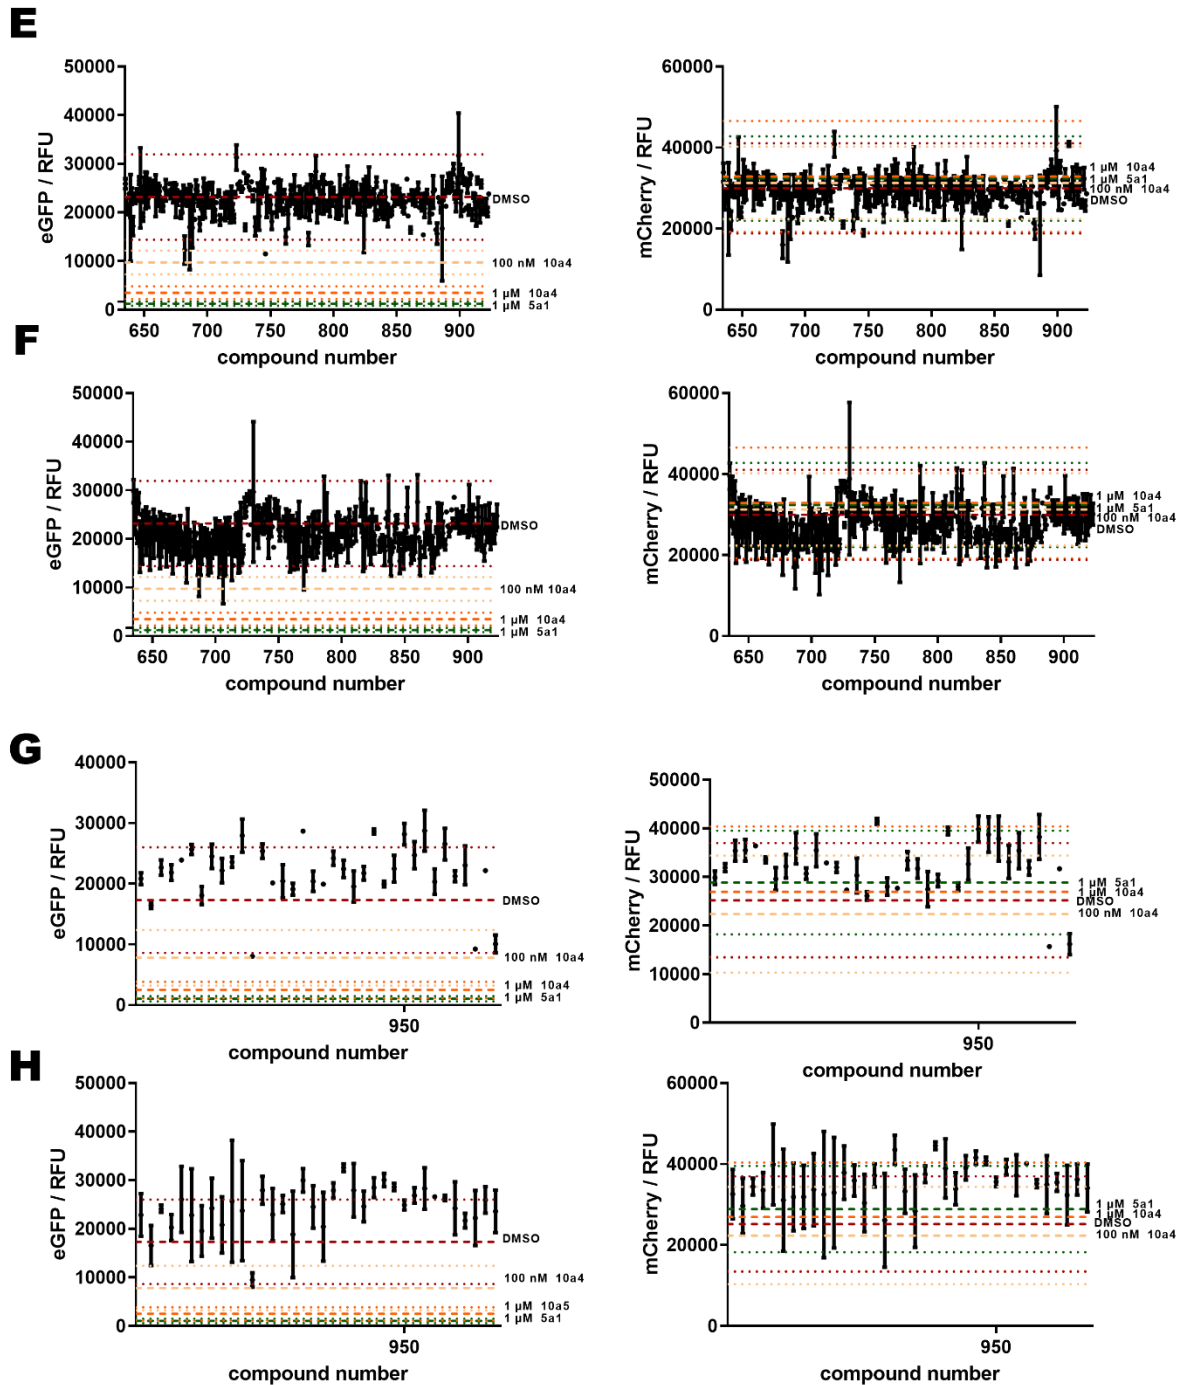 E
50000
40000
30000
20000
10000
0
eGFP / RFU
DMSO
100 nM 10a4
1 µM 10a4
1 µM 5a1
650 700 750 800 850 900
compound number
60000
40000
20000
0
mCherry / RFU
1 µM 10a4
1 µM 5a1
100 nM 10a4
DMSO
650 700 750 800 850 900
compound number
F
50000
40000
30000
20000
10000
0
eGFP / RFU
DMSO
100 nM 10a4
1 µM 10a4
1 µM 5a1
650 700 750 800 850 900
compound number
60000
40000
20000
0
mCherry / RFU
1 µM 10a4
1 µM 5a1
100 nM 10a4
DMSO
650 700 750 800 850 900
compound number
G
40000
30000
20000
10000
0
eGFP / RFU
DMSO
100 nM 10a4
1 µM 10a4
1 µM 5a1
950
compound number
50000
40000
30000
20000
10000
0
mCherry / RFU
1 µM 5a1
1 µM 10a4
DMSO
100 nM 10a4
950
compound number
H
50000
40000
30000
20000
10000
0
eGFP / RFU
DMSO
100 nM 10a4
1 µM 10a5
1 µM 5a1
950
compound number
60000
40000
20000
0
mCherry / RFU
1 µM 5a1
1 µM 10a4
DMSO
100 nM 10a4
950
compound number